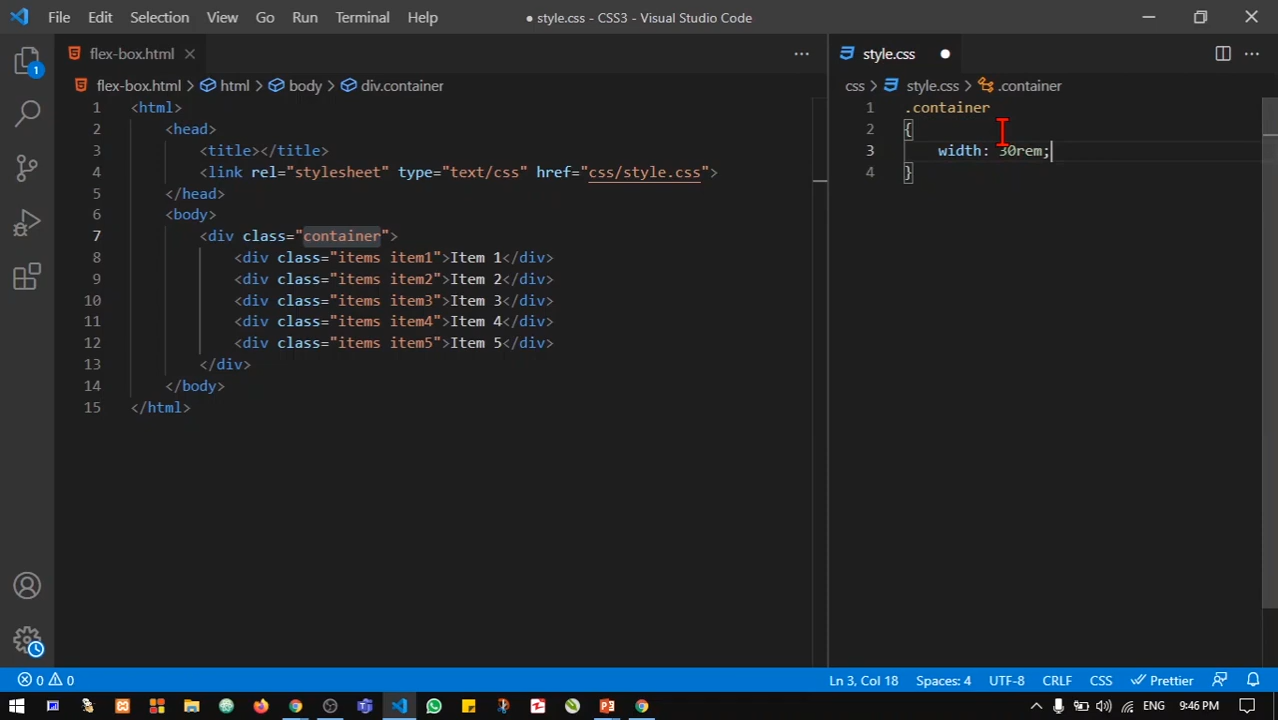 File Edit Selection View Go Run Terminal Help
● style.css - CSS3 - Visual Studio Code
flex-box.html
flex-box.html > html > body > div.container
1 <html>
2 <head>
3 <title></title>
4 <link rel="stylesheet" type="text/css" href="css/style.css">
5 </head>
6 <body>
7 <div class="container">
8 <div class="items item1">Item 1</div>
9 <div class="items item2">Item 2</div>
10 <div class="items item3">Item 3</div>
11 <div class="items item4">Item 4</div>
12 <div class="items item5">Item 5</div>
13 </div>
14 </body>
15 </html>
style.css
css > style.css > .container
1 .container
2 {
3 width: 30rem;
4 }
1
0 0
Ln 3, Col 18 Spaces: 4 UTF-8 CRLF CSS Prettier
ENG 9:46 PM